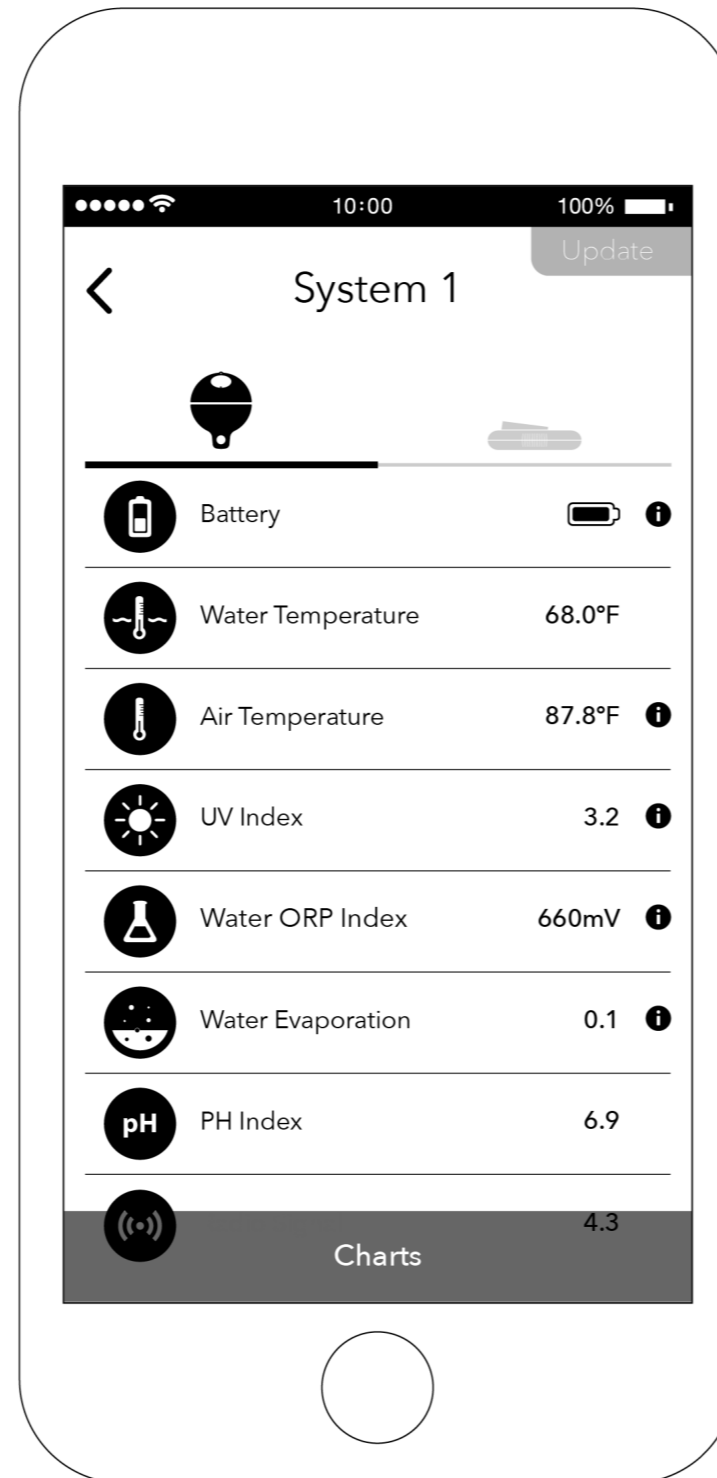 10:00 100%
Update
System 1
Battery
Water Temperature 68.0°F
Air Temperature 87.8°F
UV Index 3.2
Water ORP Index 660mV
Water Evaporation 0.1
pH PH Index 6.9
4.3
Charts